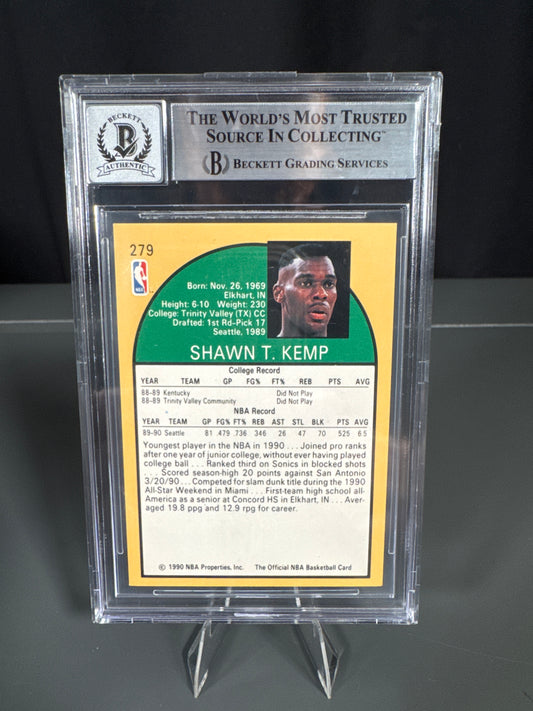 BECKETT
B
AUTHENTIC
THE WORLD'S MOST TRUSTED
SOURCE IN COLLECTING™
B BECKETT GRADING SERVICES
279
NBA
Born: Nov. 26, 1969
Elkhart, IN
Height: 6-10 Weight: 230
College: Trinity Valley (TX) CC
Drafted: 1st Rd-Pick 17
Seattle, 1989
SHAWN T. KEMP
College Record
YEAR TEAM GP FG% FT% REB PTS AVG
88-89 Kentucky Did Not Play
88-89 Trinity Valley Community Did Not Play
NBA Record
YEAR TEAM GP FG% FT% REB AST STL BLK PTS AVG
89-90 Seattle 81 .479 .736 346 26 47 70 525 6.5
Youngest player in the NBA in 1990 . . . Joined pro ranks
after one year of junior college, without ever having played
college ball . . . Ranked third on Sonics in blocked shots
. . . Scored season-high 20 points against San Antonio
3/20/90 . . . Competed for slam dunk title during the 1990
All-Star Weekend in Miami . . . First-team high school all-
America as a senior at Concord HS in Elkhart, IN . . . Aver-
aged 19.8 ppg and 12.9 rpg for career.
© 1990 NBA Properties, Inc. The Official NBA Basketball Card